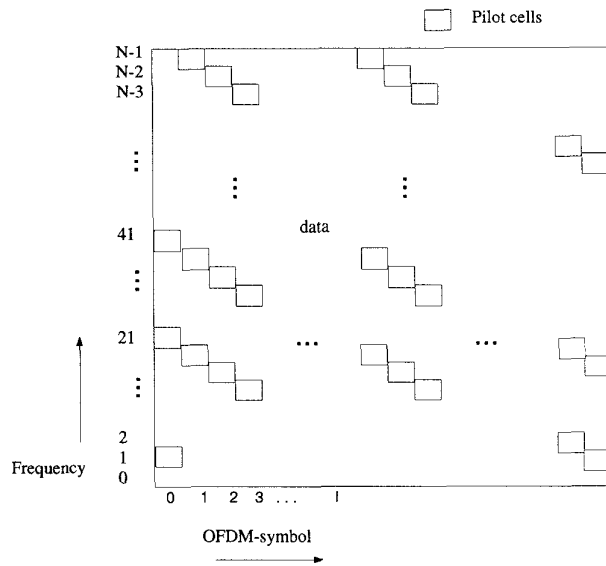 Pilot cells
N-1
N-2
N-3
⋮
⋮
⋮
41
data
⋮
21
...
...
⋮
2
1
0
Frequency
0 1 2 3 ... l
OFDM-symbol